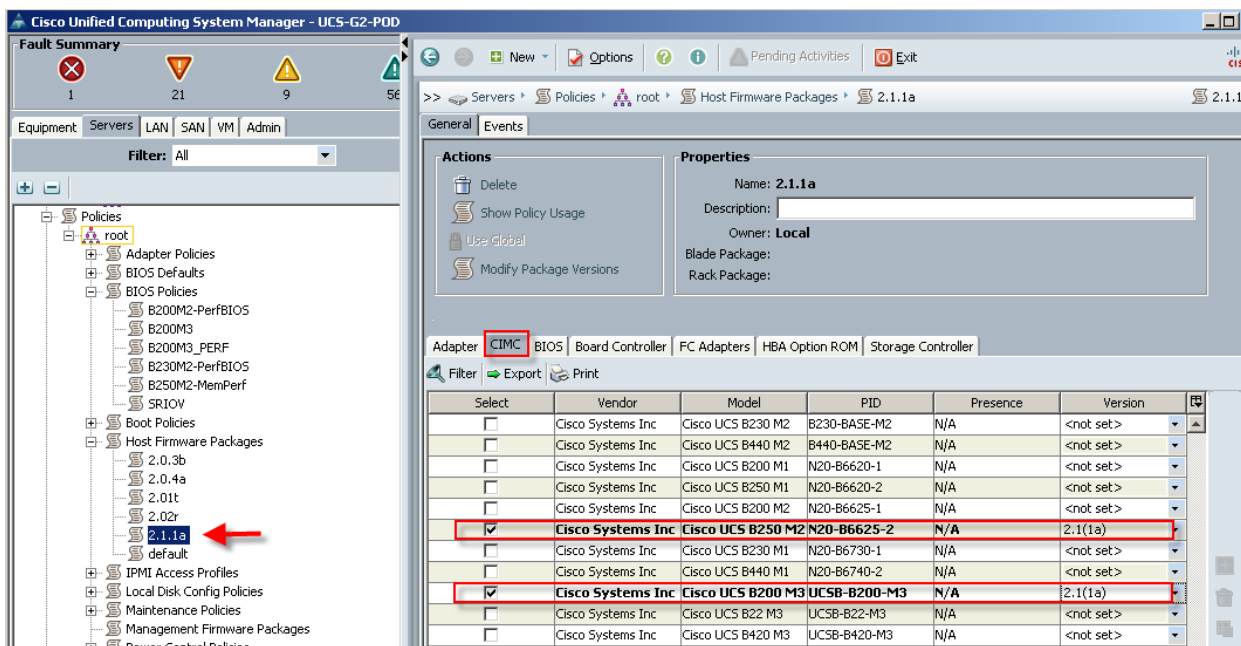 Cisco Unified Computing System Manager - UCS-G2-POD
Fault Summary
1 21 9
Equipment Servers LAN SAN VM Admin
Filter: All
Policies
root
Adapter Policies
BIOS Defaults
BIOS Policies
B200M2-PerfBIOS
B200M3
B200M3_PERF
B230M2-PerfBIOS
B250M2-MemPerf
SRIOV
Boot Policies
Host Firmware Packages
2.0.3b
2.0.4a
2.01t
2.02r
2.1.1a
default
IPMI Access Profiles
Local Disk Config Policies
Maintenance Policies
Management Firmware Packages
Power Control Policies
New Options ? i Pending Activities Exit
>> Servers Policies root Host Firmware Packages 2.1.1a
General Events
Actions
Delete
Show Policy Usage
Use Global
Modify Package Versions
Properties
Name: 2.1.1a
Description:
Owner: Local
Blade Package:
Rack Package:
Adapter CIMC BIOS Board Controller FC Adapters HBA Option ROM Storage Controller
Filter Export Print
Select Vendor Model PID Presence Version
Cisco Systems Inc Cisco UCS B230 M2 B230-BASE-M2 N/A <not set>
Cisco Systems Inc Cisco UCS B440 M2 B440-BASE-M2 N/A <not set>
Cisco Systems Inc Cisco UCS B200 M1 N20-B6620-1 N/A <not set>
Cisco Systems Inc Cisco UCS B250 M1 N20-B6620-2 N/A <not set>
Cisco Systems Inc Cisco UCS B200 M2 N20-B6625-1 N/A <not set>
Cisco Systems Inc Cisco UCS B250 M2 N20-B6625-2 N/A 2.1(1a)
Cisco Systems Inc Cisco UCS B230 M1 N20-B6730-1 N/A <not set>
Cisco Systems Inc Cisco UCS B440 M1 N20-B6740-2 N/A <not set>
Cisco Systems Inc Cisco UCS B200 M3 UCSB-B200-M3 N/A 2.1(1a)
Cisco Systems Inc Cisco UCS B22 M3 UCSB-B22-M3 N/A <not set>
Cisco Systems Inc Cisco UCS B420 M3 UCSB-B420-M3 N/A <not set>